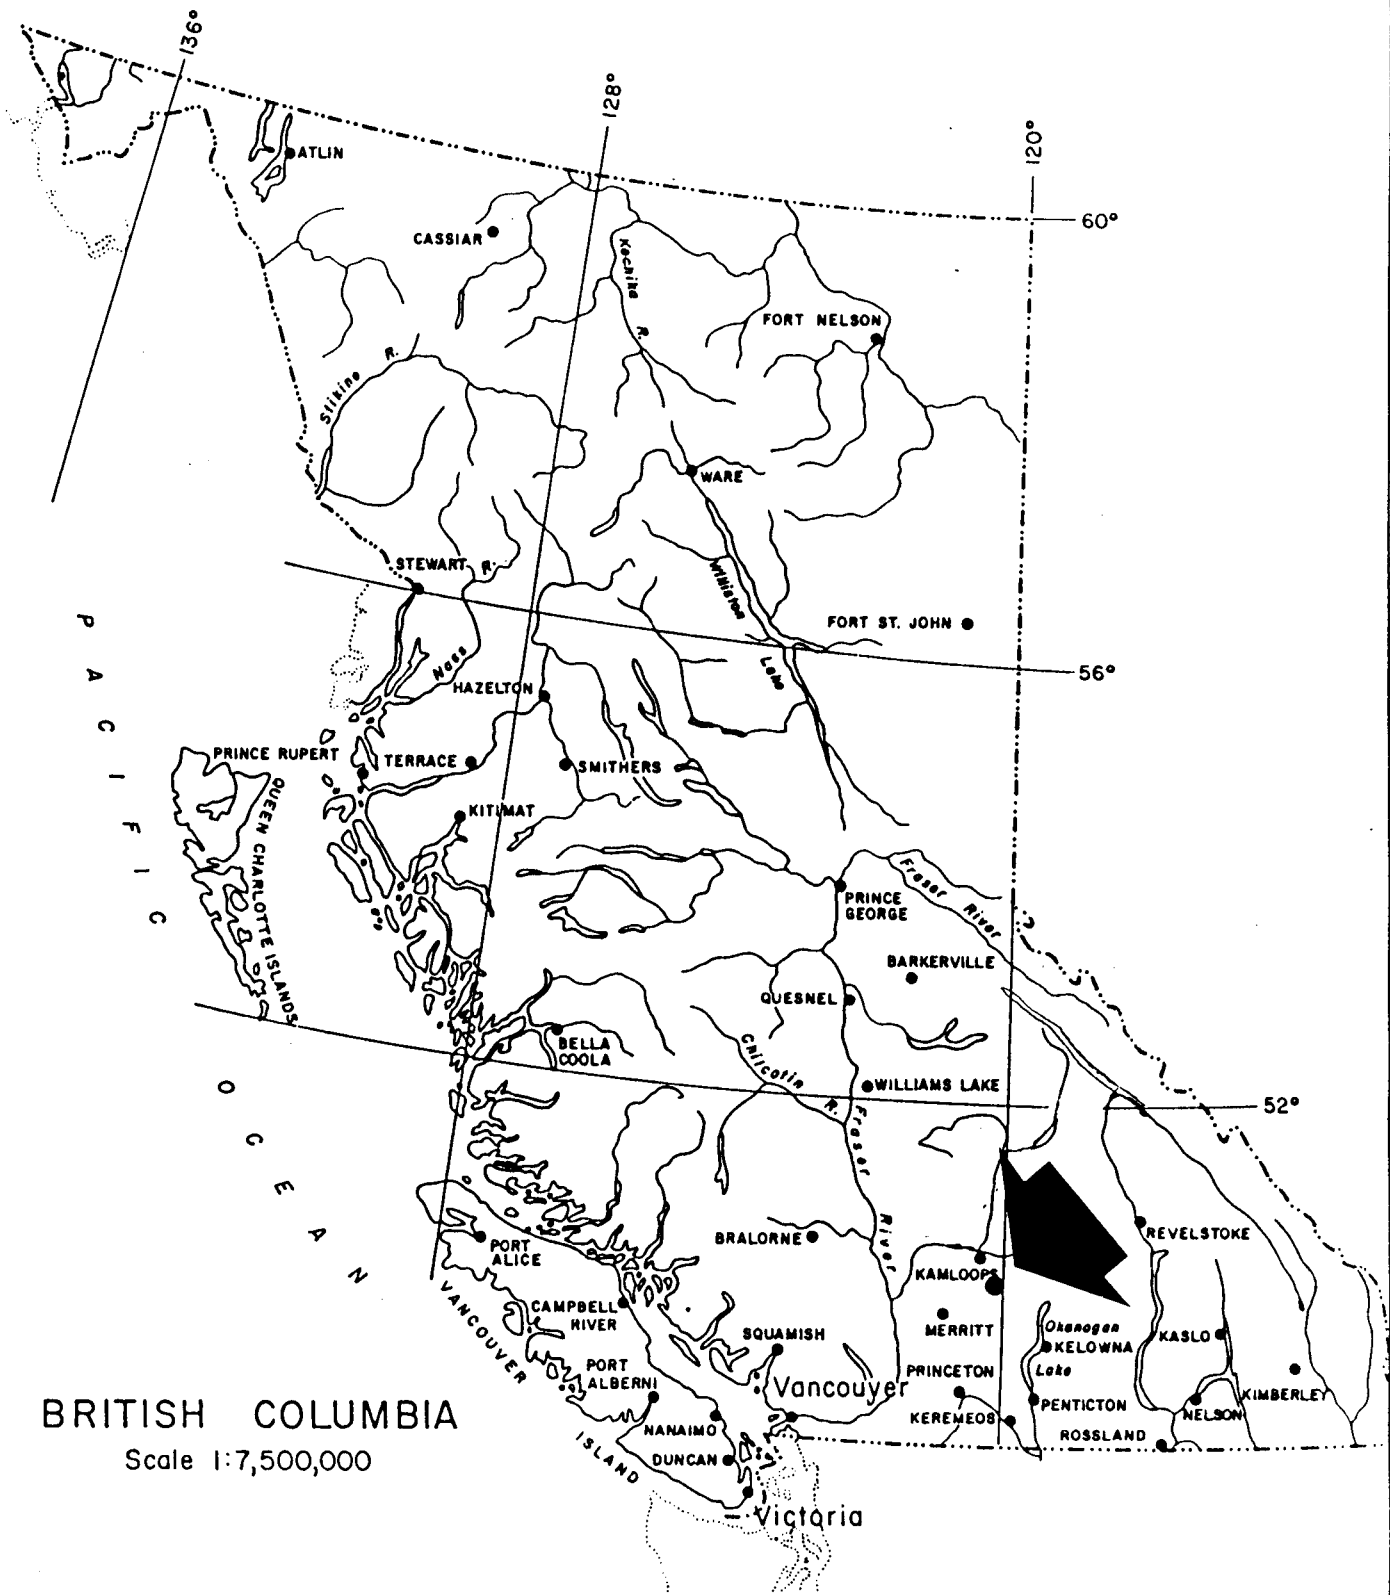 136°
128°
120°
ATLIN
60°
CASSIAR
Kechika
R.
FORT NELSON
Stikine R.
WARE
STEWART
R.
Williston
Lake
FORT ST. JOHN
Nass
56°
HAZELTON
PRINCE RUPERT
TERRACE
SMITHERS
KITIMAT
QUEEN CHARLOTTE ISLANDS
PACIFIC
OCEAN
Fraser River
PRINCE
GEORGE
BARKERVILLE
QUESNEL
BELLA
COOLA
Chilcotin
R.
WILLIAMS LAKE
52°
Fraser
River
PORT
ALICE
BRALORNE
REVELSTOKE
KAMLOOPS
VANCOUVER
ISLAND
CAMPBELL
RIVER
MERRITT
SQUAMISH
Okanogan
Lake
KELOWNA
KASLO
PORT
ALBERNI
Vancouver
PRINCETON
KIMBERLEY
PENTICTON
NELSON
KEREMEOS
NANAIMO
ROSSLAND
DUNCAN
Victoria
BRITISH COLUMBIA
Scale 1:7,500,000